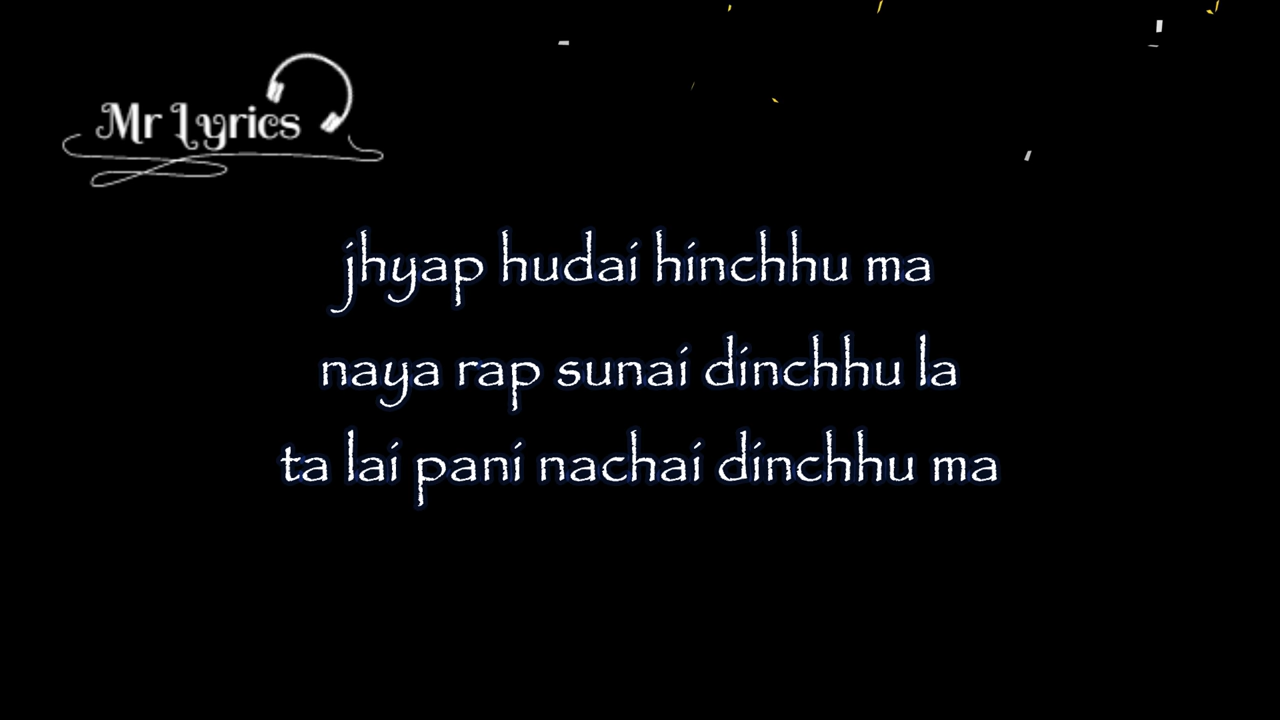 Mr Lyrics
jhyap hudai hinchhu ma
naya rap sunai dinchhu la
ta lai pani nachai dinchhu ma